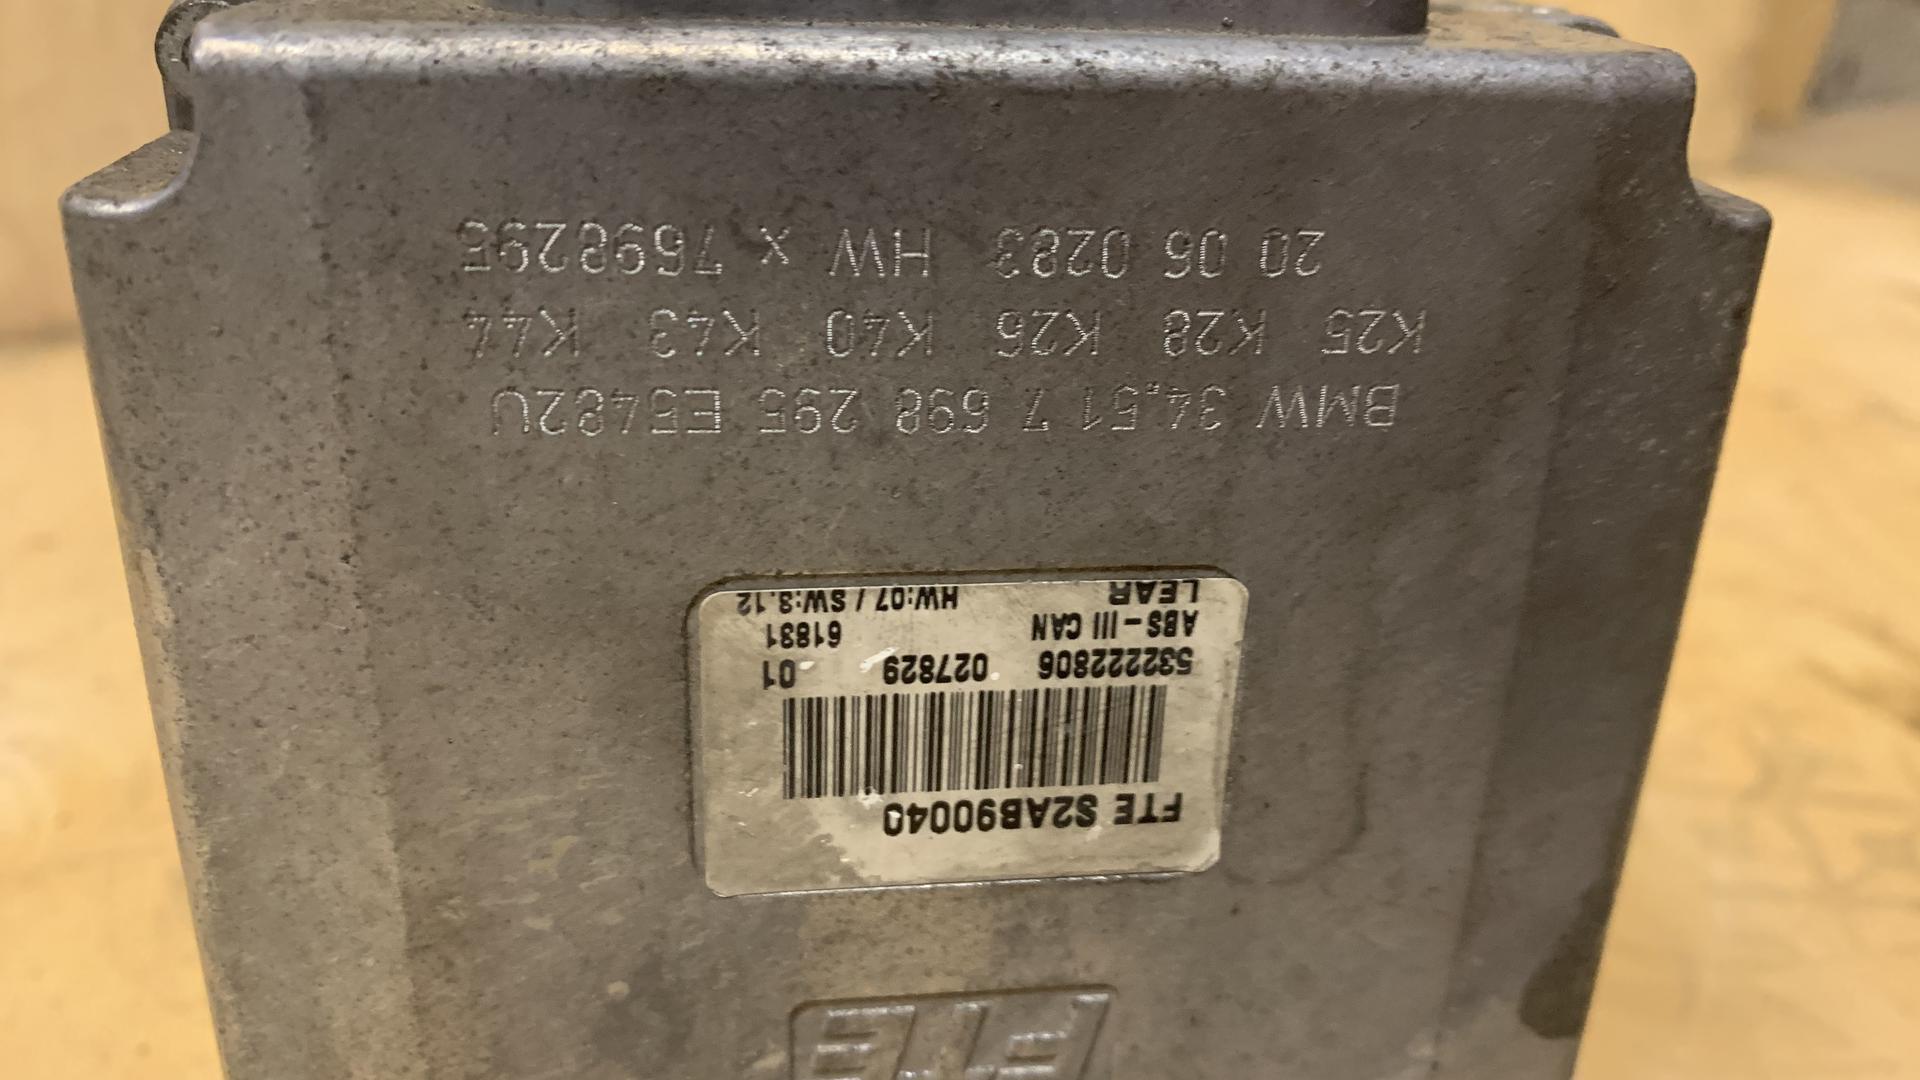 FTE
FTE S2AB90040
532222806 027829 01
ABS-III CAN 61831
LEAR HW:07 / SW:3.12
BMW 34.51 7 698 295 E5482U
K25 K28 K26 K40 K43 K44
20 06 0283 HW x 7698295